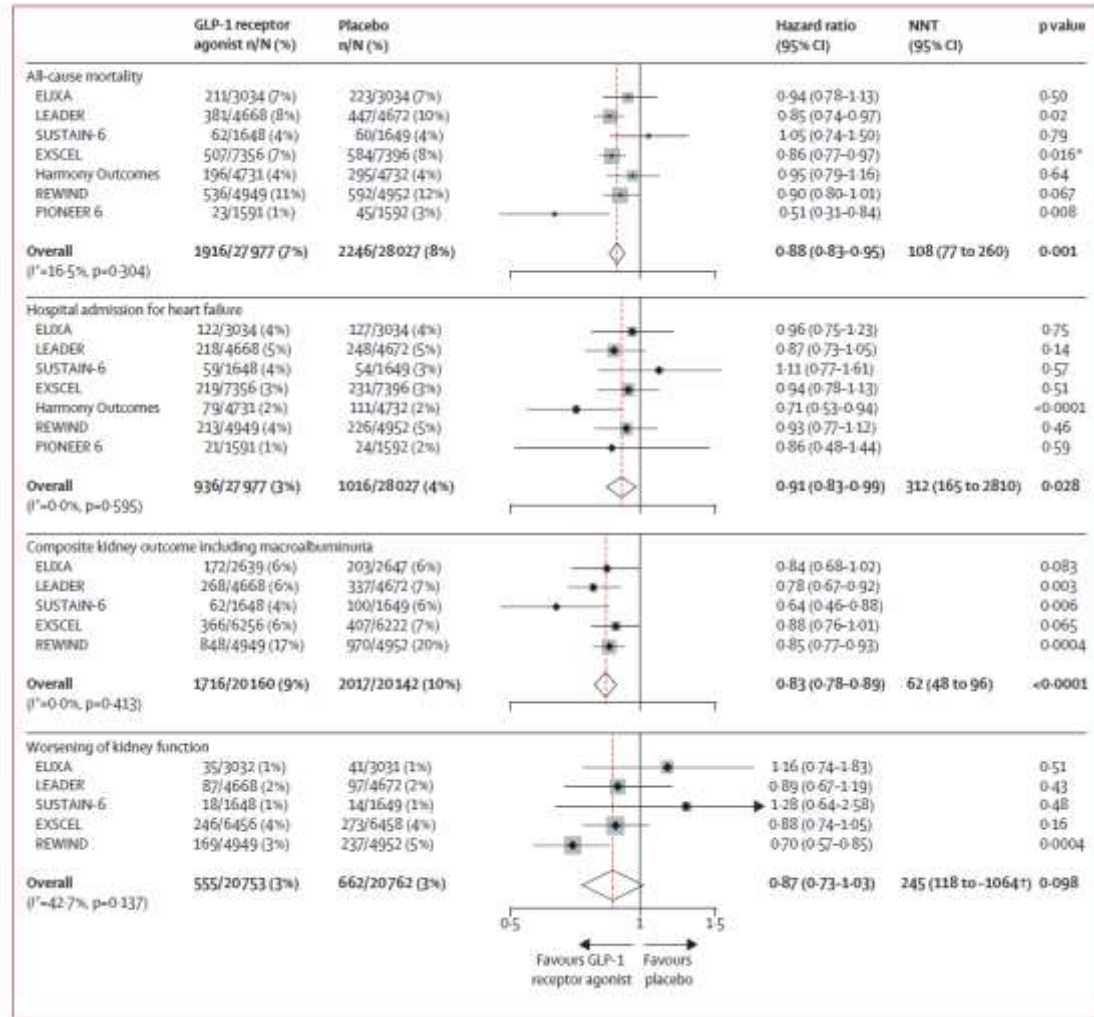 GLP-1 receptor agonist n/N (%) Placebo n/N (%) Hazard ratio (95% CI) NNT (95% CI) p value
All-cause mortality
ELIXA 211/3034 (7%) 223/3034 (7%) 0·94 (0·78–1·13) 0·50
LEADER 381/4668 (8%) 447/4672 (10%) 0·85 (0·74–0·97) 0·02
SUSTAIN-6 62/1648 (4%) 60/1649 (4%) 1·05 (0·74–1·50) 0·79
EXSCEL 507/7356 (7%) 584/7396 (8%) 0·86 (0·77–0·97) 0·016*
Harmony Outcomes 196/4731 (4%) 295/4732 (4%) 0·95 (0·79–1·16) 0·64
REWIND 536/4949 (11%) 592/4952 (12%) 0·90 (0·80–1·01) 0·067
PIONEER 6 23/1591 (1%) 45/1592 (3%) 0·51 (0·31–0·84) 0·008
Overall 1916/27977 (7%) 2246/28027 (8%) 0·88 (0·83–0·95) 108 (77 to 260) 0·001
(I²=16·5%, p=0·304)
Hospital admission for heart failure
ELIXA 122/3034 (4%) 127/3034 (4%) 0·96 (0·75–1·23) 0·75
LEADER 218/4668 (5%) 248/4672 (5%) 0·87 (0·73–1·05) 0·14
SUSTAIN-6 59/1648 (4%) 54/1649 (3%) 1·11 (0·77–1·61) 0·57
EXSCEL 219/7356 (3%) 231/7396 (3%) 0·94 (0·78–1·13) 0·51
Harmony Outcomes 79/4731 (2%) 111/4732 (2%) 0·71 (0·53–0·94) <0·0001
REWIND 213/4949 (4%) 226/4952 (5%) 0·93 (0·77–1·12) 0·46
PIONEER 6 21/1591 (1%) 24/1592 (2%) 0·86 (0·48–1·44) 0·59
Overall 936/27977 (3%) 1016/28027 (4%) 0·91 (0·83–0·99) 312 (165 to 2810) 0·028
(I²=0·0%, p=0·595)
Composite kidney outcome including macroalbuminuria
ELIXA 172/2639 (6%) 203/2647 (6%) 0·84 (0·68–1·02) 0·083
LEADER 268/4668 (6%) 337/4672 (7%) 0·78 (0·67–0·92) 0·003
SUSTAIN-6 62/1648 (4%) 100/1649 (6%) 0·64 (0·46–0·88) 0·006
EXSCEL 366/6256 (6%) 407/6222 (7%) 0·88 (0·76–1·01) 0·065
REWIND 848/4949 (17%) 970/4952 (20%) 0·85 (0·77–0·93) 0·0004
Overall 1716/20160 (9%) 2017/20142 (10%) 0·83 (0·78–0·89) 62 (48 to 96) <0·0001
(I²=0·0%, p=0·413)
Worsening of kidney function
ELIXA 35/3032 (1%) 41/3031 (1%) 1·16 (0·74–1·83) 0·51
LEADER 87/4668 (2%) 97/4672 (2%) 0·89 (0·67–1·19) 0·43
SUSTAIN-6 18/1648 (1%) 14/1649 (1%) 1·28 (0·64–2·58) 0·48
EXSCEL 246/6456 (4%) 273/6458 (4%) 0·88 (0·74–1·05) 0·16
REWIND 169/4949 (3%) 237/4952 (5%) 0·70 (0·57–0·85) 0·0004
Overall 555/20753 (3%) 662/20762 (3%) 0·87 (0·73–1·03) 245 (118 to –1064†) 0·098
(I²=42·7%, p=0·137)
0·5 1 1·5
Favours GLP-1 receptor agonist Favours placebo